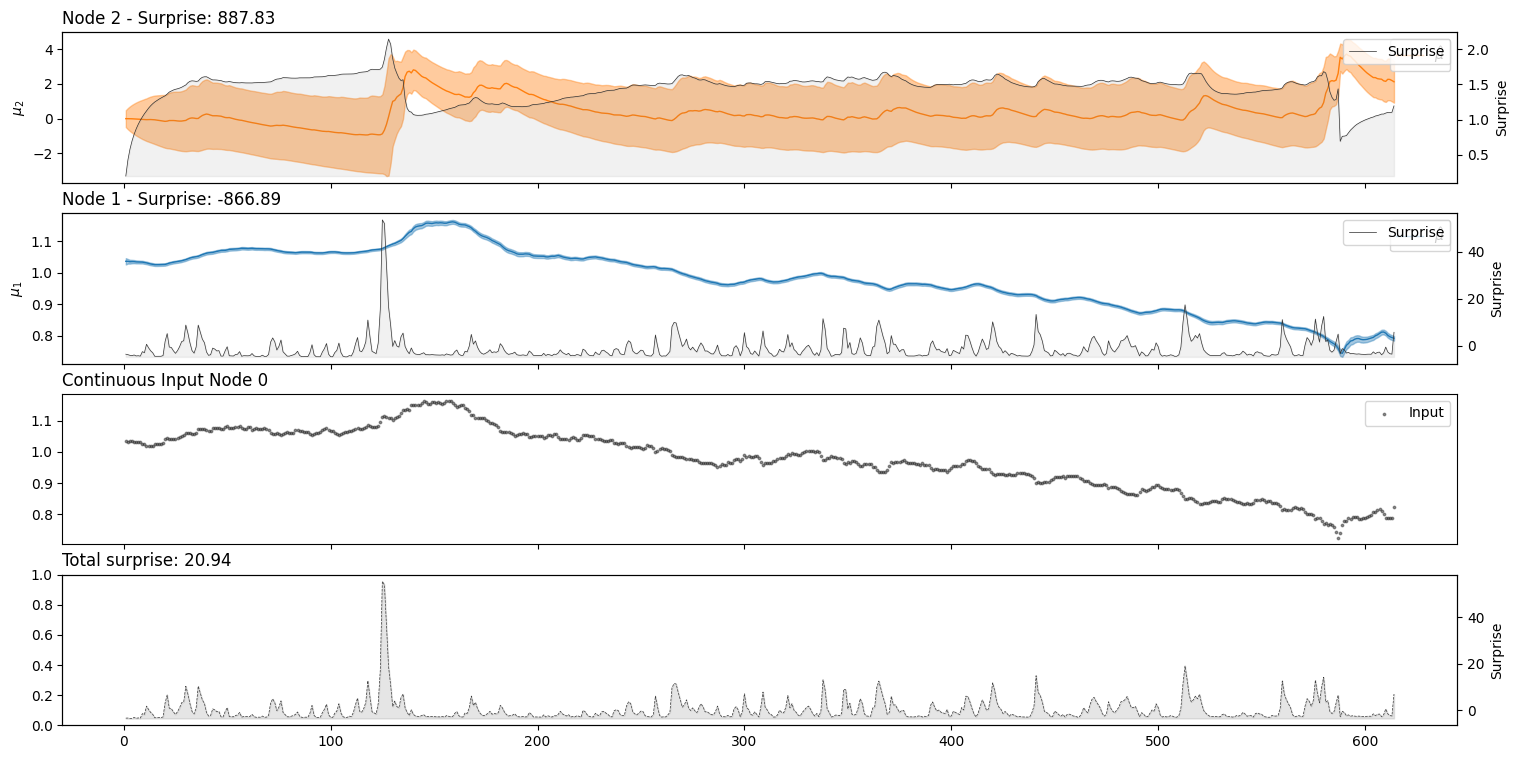 Node 2 - Surprise: 887.83
4
2
0
−2
μ2
Surprise
2.0
1.5
1.0
0.5
Surprise
Node 1 - Surprise: -866.89
1.1
1.0
0.9
0.8
μ1
Surprise
40
20
0
Surprise
Continuous Input Node 0
1.1
1.0
0.9
0.8
Input
Total surprise: 20.94
1.0
0.8
0.6
0.4
0.2
0.0
40
20
0
Surprise
0 100 200 300 400 500 600